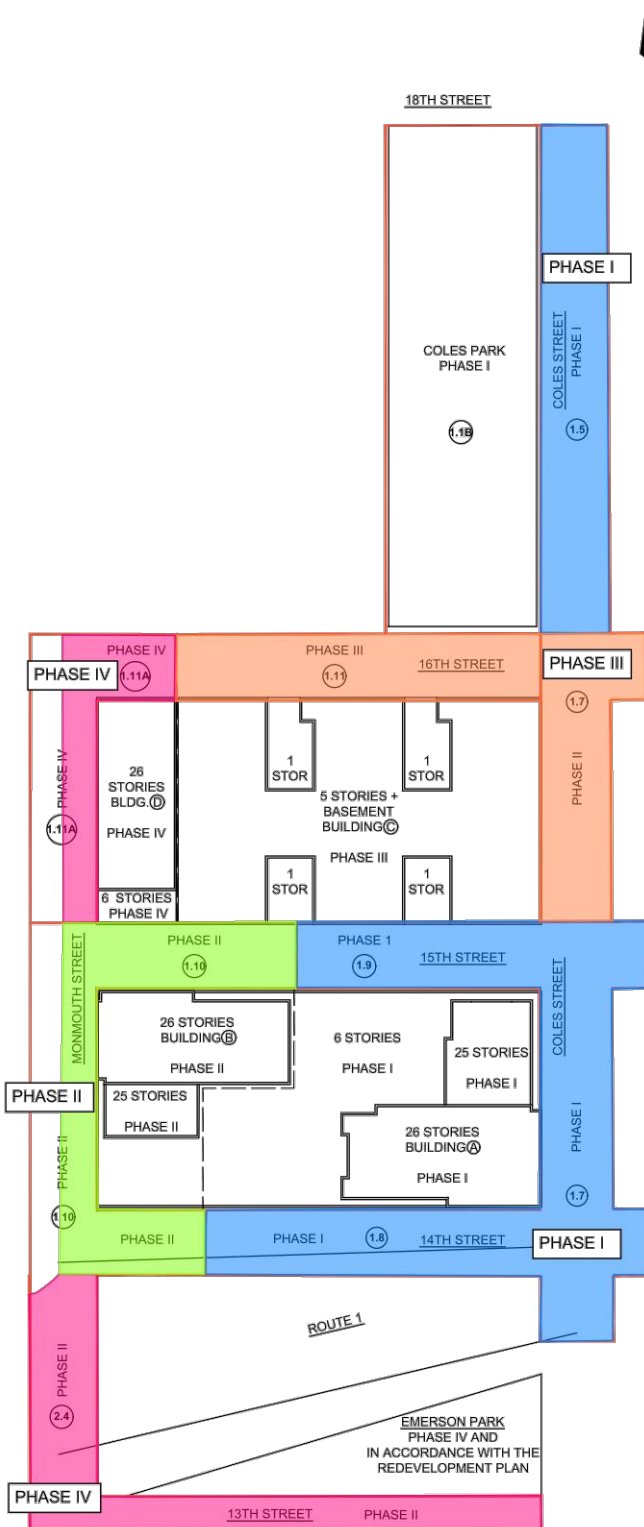 18TH STREET
PHASE I
COLES STREET
PHASE I
COLES PARK
PHASE I
1.1B
1.5
PHASE IV
PHASE III
16TH STREET
PHASE III
PHASE IV
1.11A
1.11
1.7
26
STORIES
BLDG. D
PHASE IV
1
STOR
1
STOR
5 STORIES +
BASEMENT
BUILDING C
PHASE III
PHASE II
PHASE IV
1.11A
1
STOR
1
STOR
6 STORIES
PHASE IV
PHASE II
1.10
PHASE 1
1.9
15TH STREET
MONMOUTH STREET
COLES STREET
26 STORIES
BUILDING B
PHASE II
6 STORIES
PHASE I
25 STORIES
PHASE I
PHASE II
25 STORIES
PHASE II
26 STORIES
BUILDING A
PHASE I
PHASE I
PHASE II
1.10
1.7
PHASE II
PHASE I
1.8
14TH STREET
PHASE I
ROUTE 1
PHASE II
2.4
EMERSON PARK
PHASE IV AND
IN ACCORDANCE WITH THE
REDEVELOPMENT PLAN
PHASE IV
13TH STREET
PHASE II